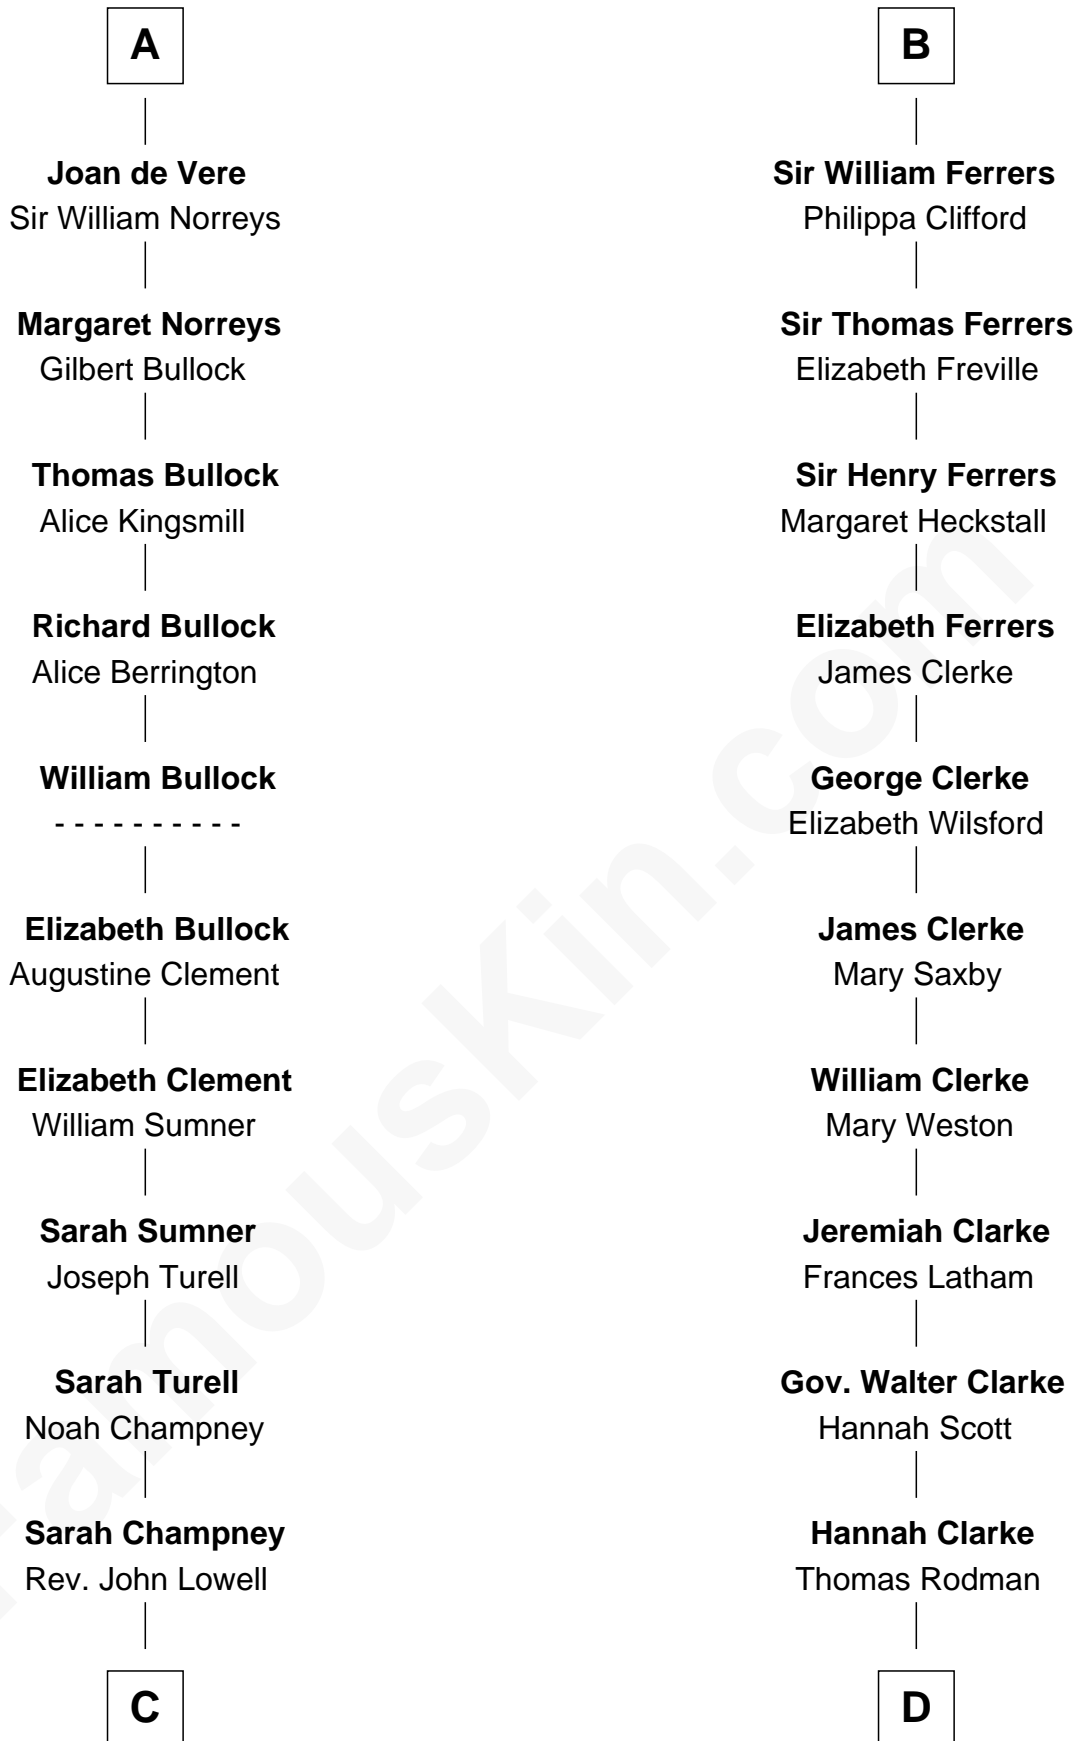 A
Joan de Vere
Sir William Norreys
Margaret Norreys
Gilbert Bullock
Thomas Bullock
Alice Kingsmill
Richard Bullock
Alice Berrington
William Bullock
- - - - - - - - - -
Elizabeth Bullock
Augustine Clement
Elizabeth Clement
William Sumner
Sarah Sumner
Joseph Turell
Sarah Turell
Noah Champney
Sarah Champney
Rev. John Lowell
C
B
Sir William Ferrers
Philippa Clifford
Sir Thomas Ferrers
Elizabeth Freville
Sir Henry Ferrers
Margaret Heckstall
Elizabeth Ferrers
James Clerke
George Clerke
Elizabeth Wilsford
James Clerke
Mary Saxby
William Clerke
Mary Weston
Jeremiah Clarke
Frances Latham
Gov. Walter Clarke
Hannah Scott
Hannah Clarke
Thomas Rodman
D
FamousKin.com